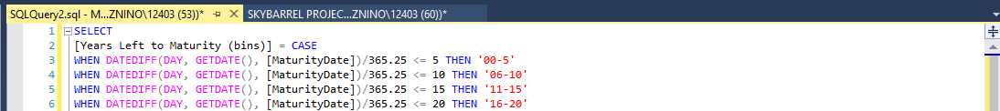 SQLQuery2.sql - M...ZNINO\12403 (53))* SKYBARREL PROJEC...ZNINO\12403 (60))*
1 SELECT
2 [Years Left to Maturity (bins)] = CASE
3 WHEN DATEDIFF(DAY, GETDATE(), [MaturityDate])/365.25 <= 5 THEN '00-5'
4 WHEN DATEDIFF(DAY, GETDATE(), [MaturityDate])/365.25 <= 10 THEN '06-10'
5 WHEN DATEDIFF(DAY, GETDATE(), [MaturityDate])/365.25 <= 15 THEN '11-15'
6 WHEN DATEDIFF(DAY, GETDATE(), [MaturityDate])/365.25 <= 20 THEN '16-20'